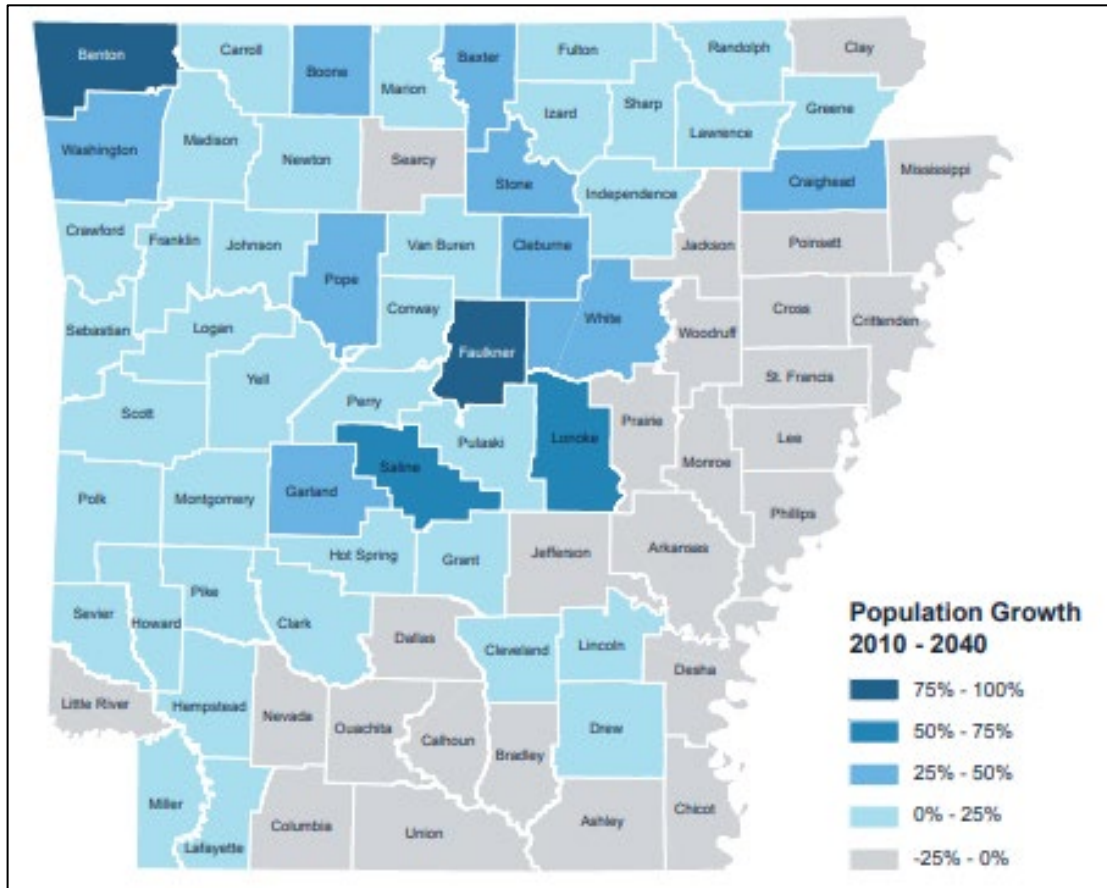 Benton
Carroll
Boone
Marion
Baxter
Fulton
Randolph
Clay
Washington
Madison
Newton
Searcy
Stone
Izard
Sharp
Lawrence
Greene
Independence
Craighead
Mississippi
Crawford
Franklin
Johnson
Pope
Van Buren
Cleburne
Jackson
Poinsett
Sebastian
Logan
Conway
Faulkner
White
Woodruff
Cross
Crittenden
Scott
Yell
Perry
Pulaski
Lonoke
Prairie
St. Francis
Lee
Monroe
Phillips
Polk
Montgomery
Garland
Saline
Hot Spring
Grant
Jefferson
Arkansas
Sevier
Howard
Pike
Clark
Dallas
Cleveland
Lincoln
Desha
Little River
Hempstead
Nevada
Ouachita
Calhoun
Bradley
Drew
Miller
Lafayette
Columbia
Union
Ashley
Chicot
Population Growth
2010 - 2040
75% - 100%
50% - 75%
25% - 50%
0% - 25%
-25% - 0%